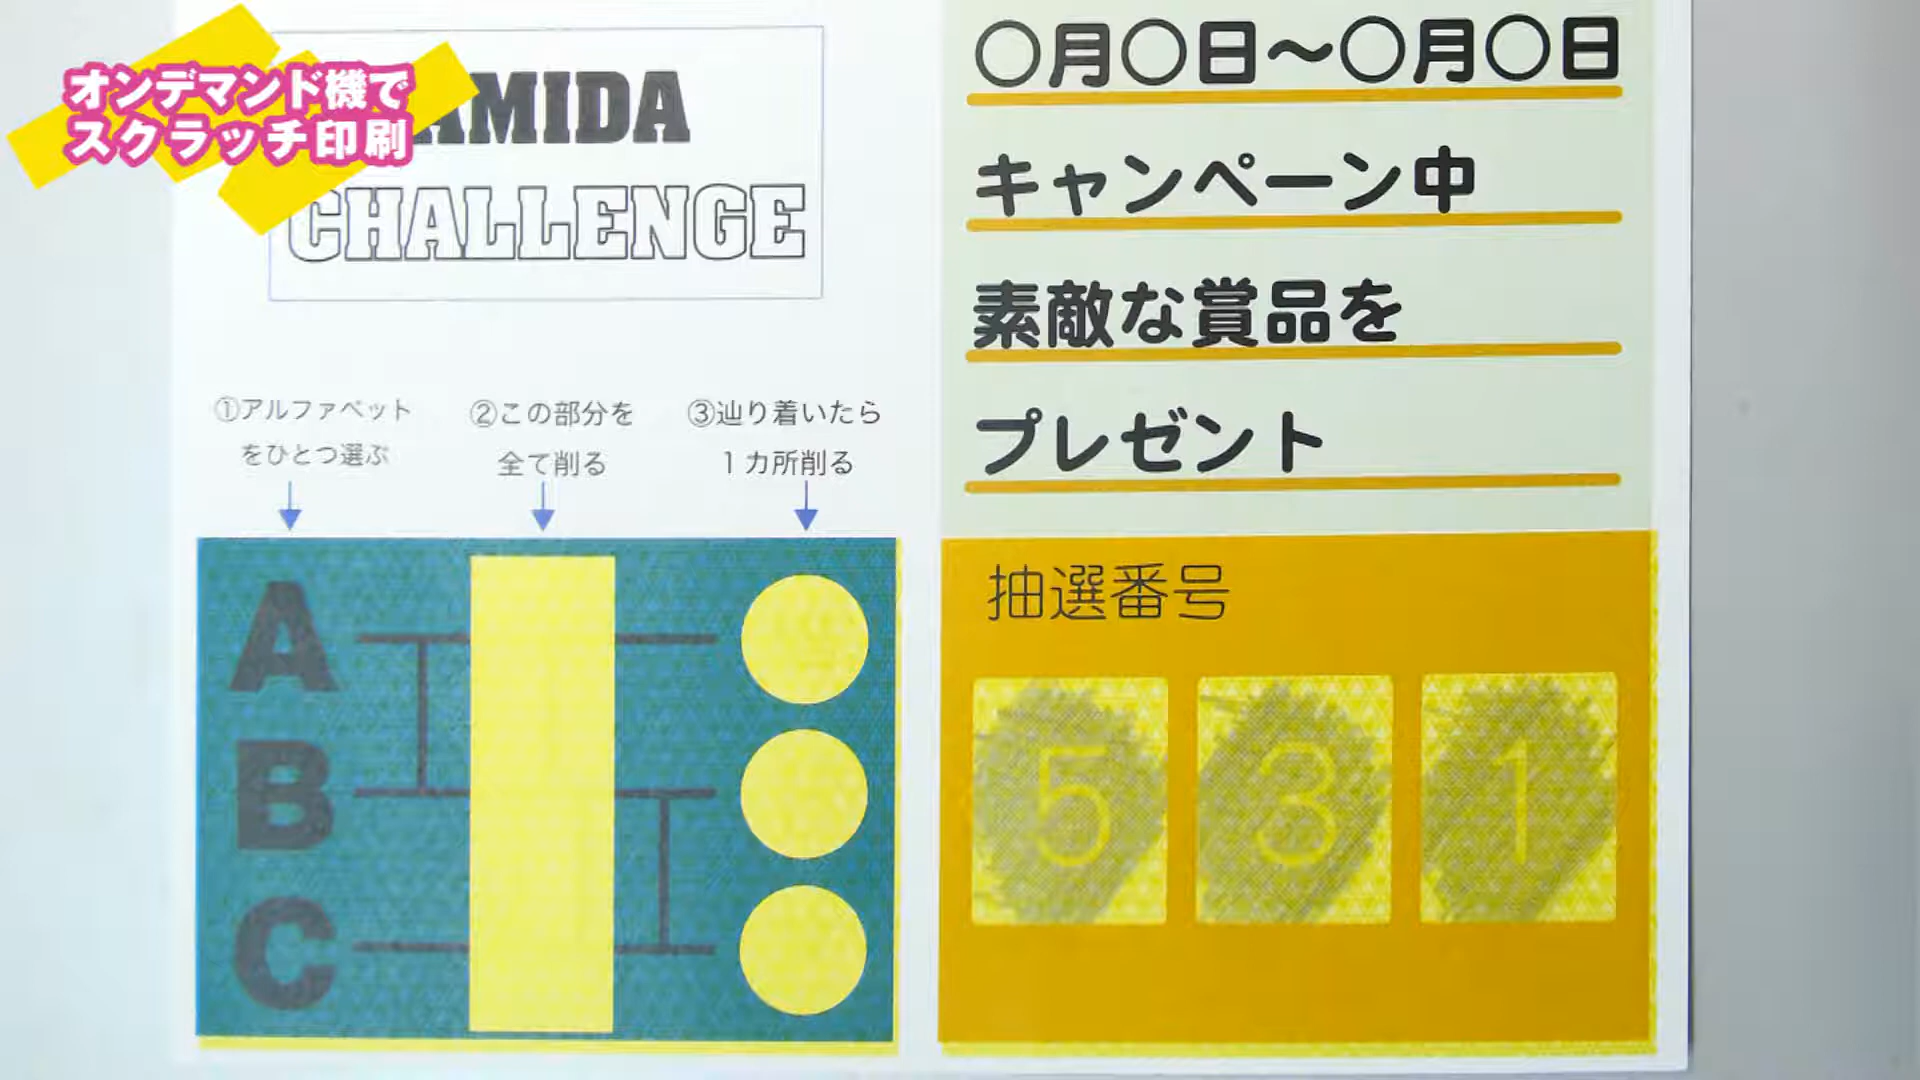 オンデマンド機で
スクラッチ印刷
AMIDA
CHALLENGE
①アルファベット
をひとつ選ぶ
②この部分を
全て削る
③辿り着いたら
1カ所削る
A
B
C
〇月〇日〜〇月〇日
キャンペーン中
素敵な賞品を
プレゼント
抽選番号
5 3 1